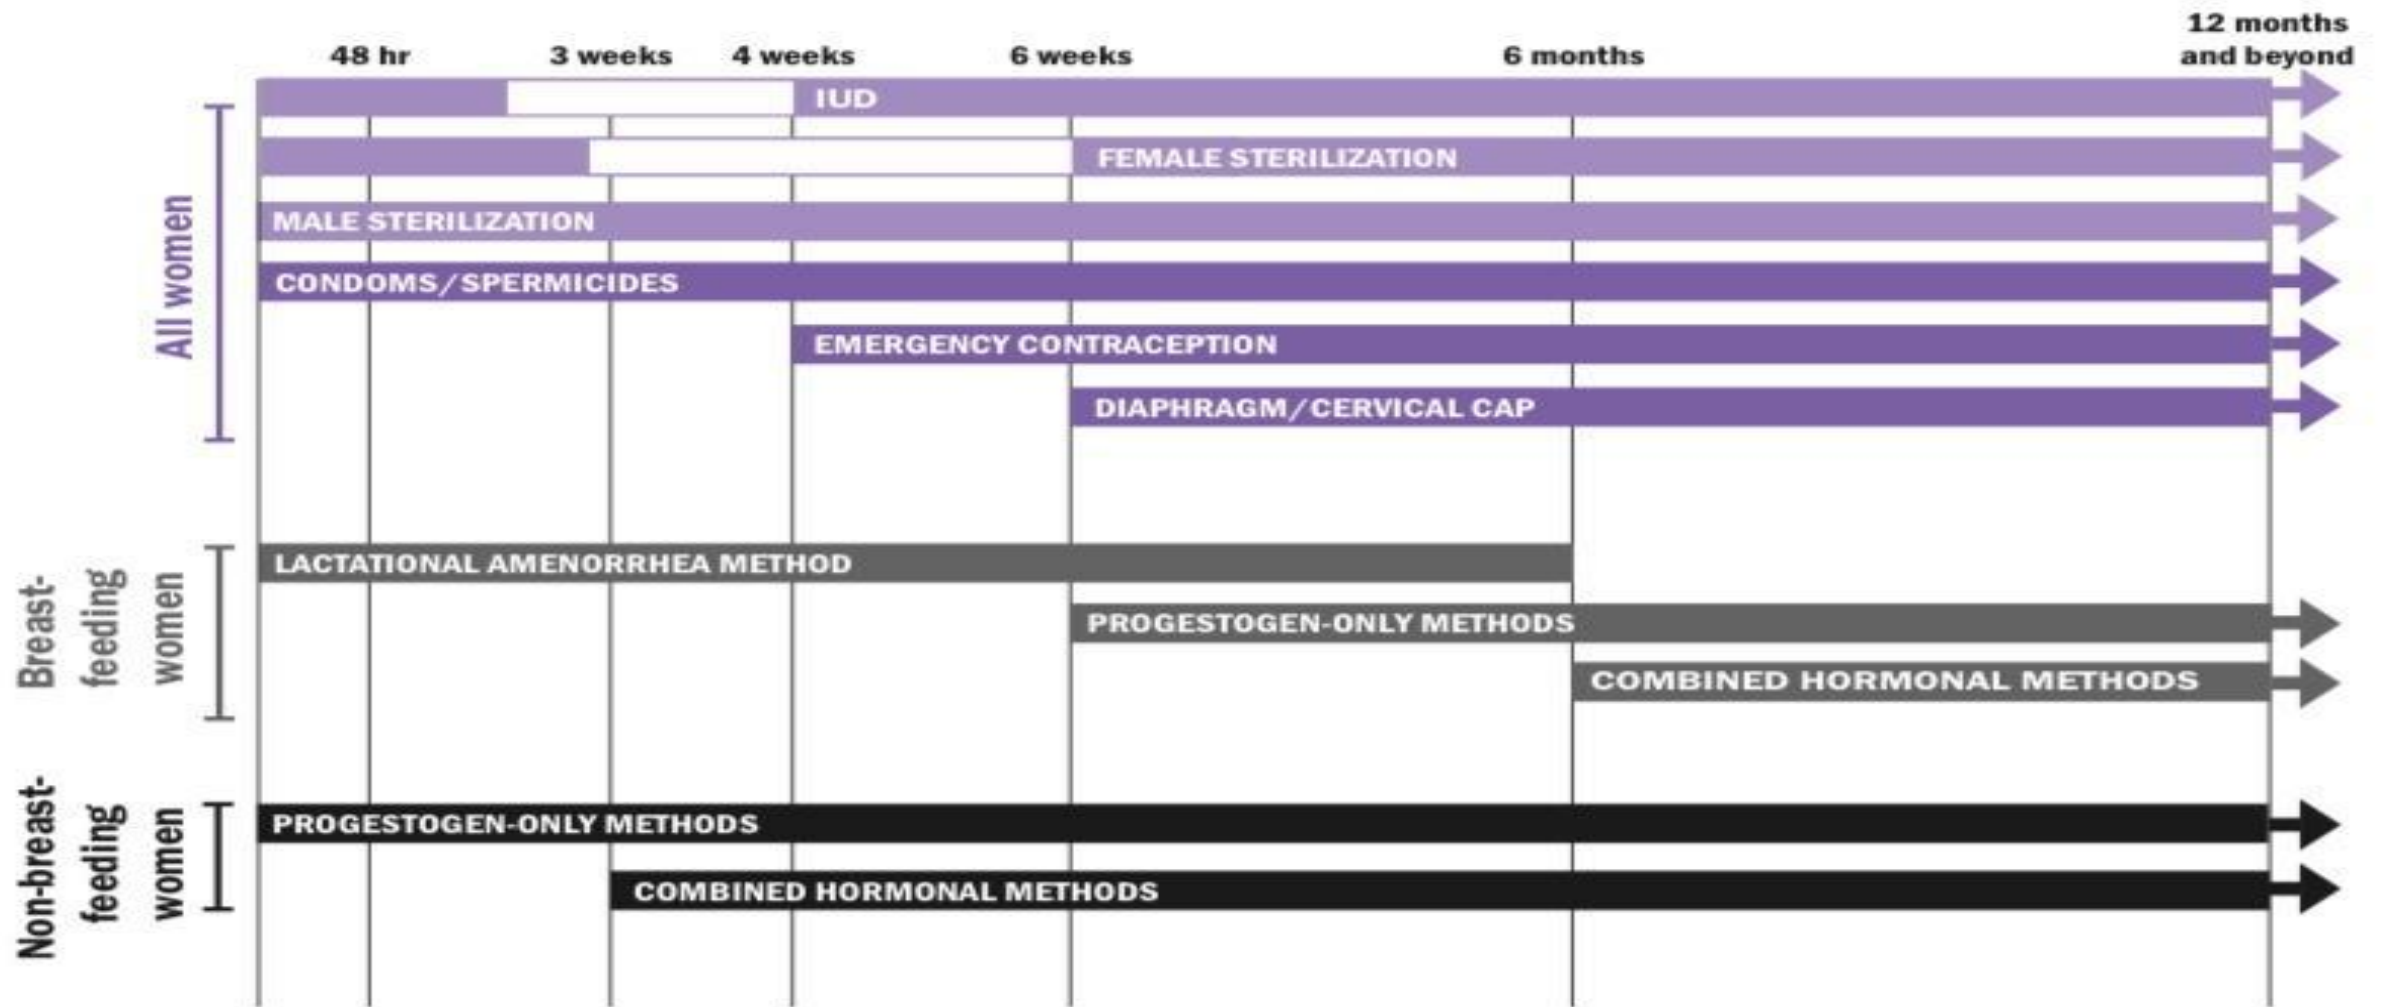 12 months
48 hr 3 weeks 4 weeks 6 weeks 6 months and beyond
All women
IUD
FEMALE STERILIZATION
MALE STERILIZATION
CONDOMS/SPERMICIDES
EMERGENCY CONTRACEPTION
DIAPHRAGM/CERVICAL CAP
Breast-
feeding
women
LACTATIONAL AMENORRHEA METHOD
PROGESTOGEN-ONLY METHODS
COMBINED HORMONAL METHODS
Non-breast-
feeding
women
PROGESTOGEN-ONLY METHODS
COMBINED HORMONAL METHODS